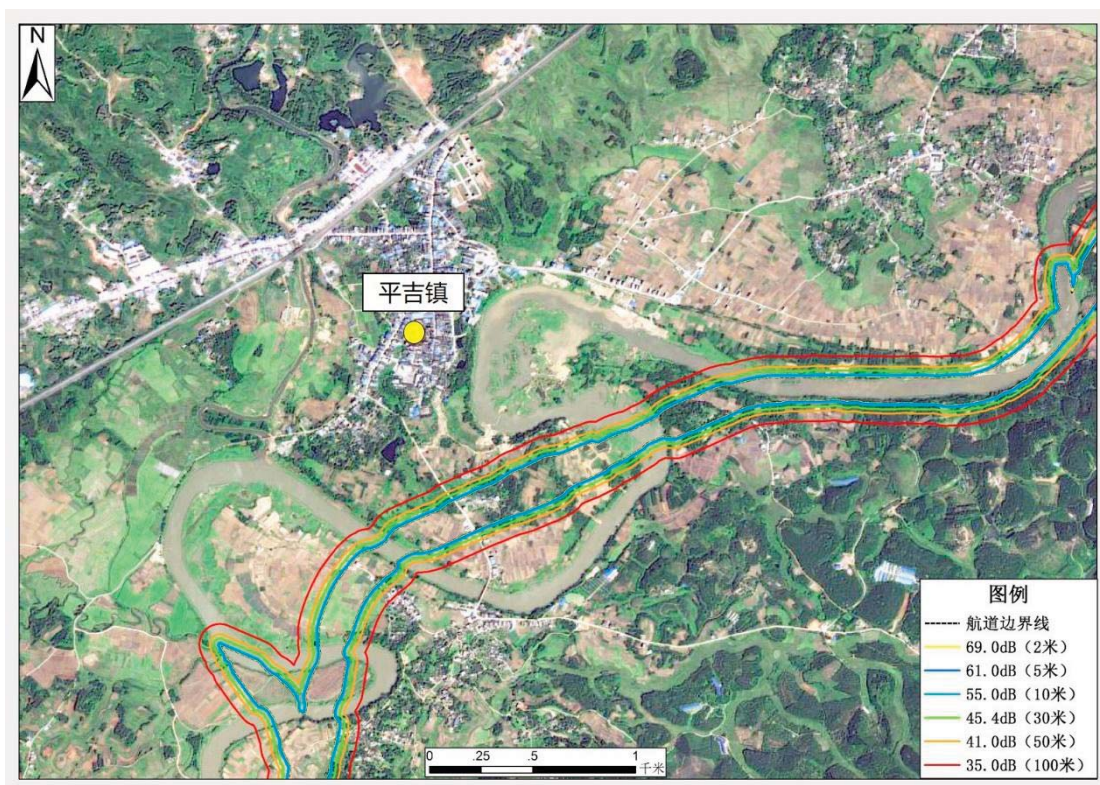 N
平吉镇
图例
航道边界线
69.0dB（2米）
61.0dB（5米）
55.0dB（10米）
45.4dB（30米）
41.0dB（50米）
35.0dB（100米）
0 .25 .5 1
千米